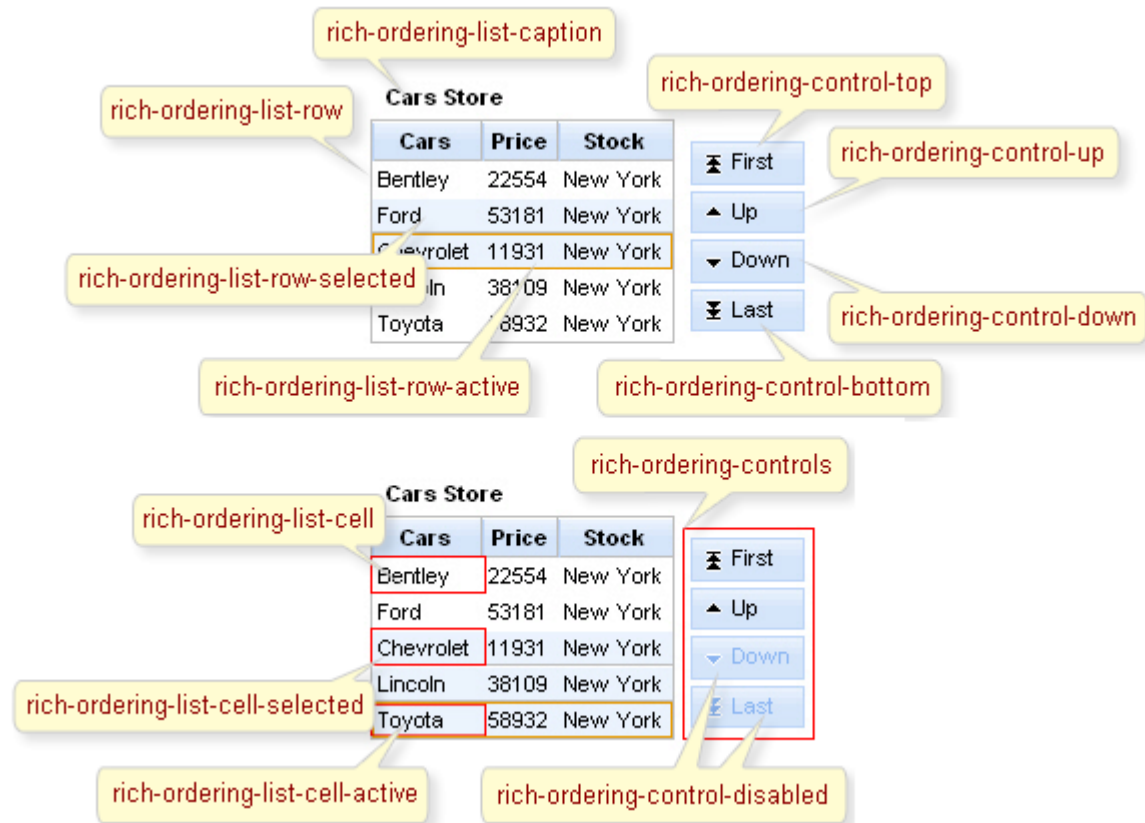 rich-ordering-list-caption
rich-ordering-control-top
rich-ordering-list-row
Cars Store
rich-ordering-control-up
Cars Price Stock
First
Bentley 22554 New York
Up
Ford 53181 New York
Chevrolet 11931 New York
Down
rich-ordering-list-row-selected
38109 New York
Last
rich-ordering-control-down
Toyota New York
rich-ordering-list-row-active
rich-ordering-control-bottom
rich-ordering-controls
Cars Store
rich-ordering-list-cell
Cars Price Stock
First
Bentley 22554 New York
Up
Ford 53181 New York
Chevrolet 11931 New York
Down
Lincoln 38109 New York
rich-ordering-list-cell-selected
Last
Toyota 58932 New York
rich-ordering-list-cell-active
rich-ordering-control-disabled